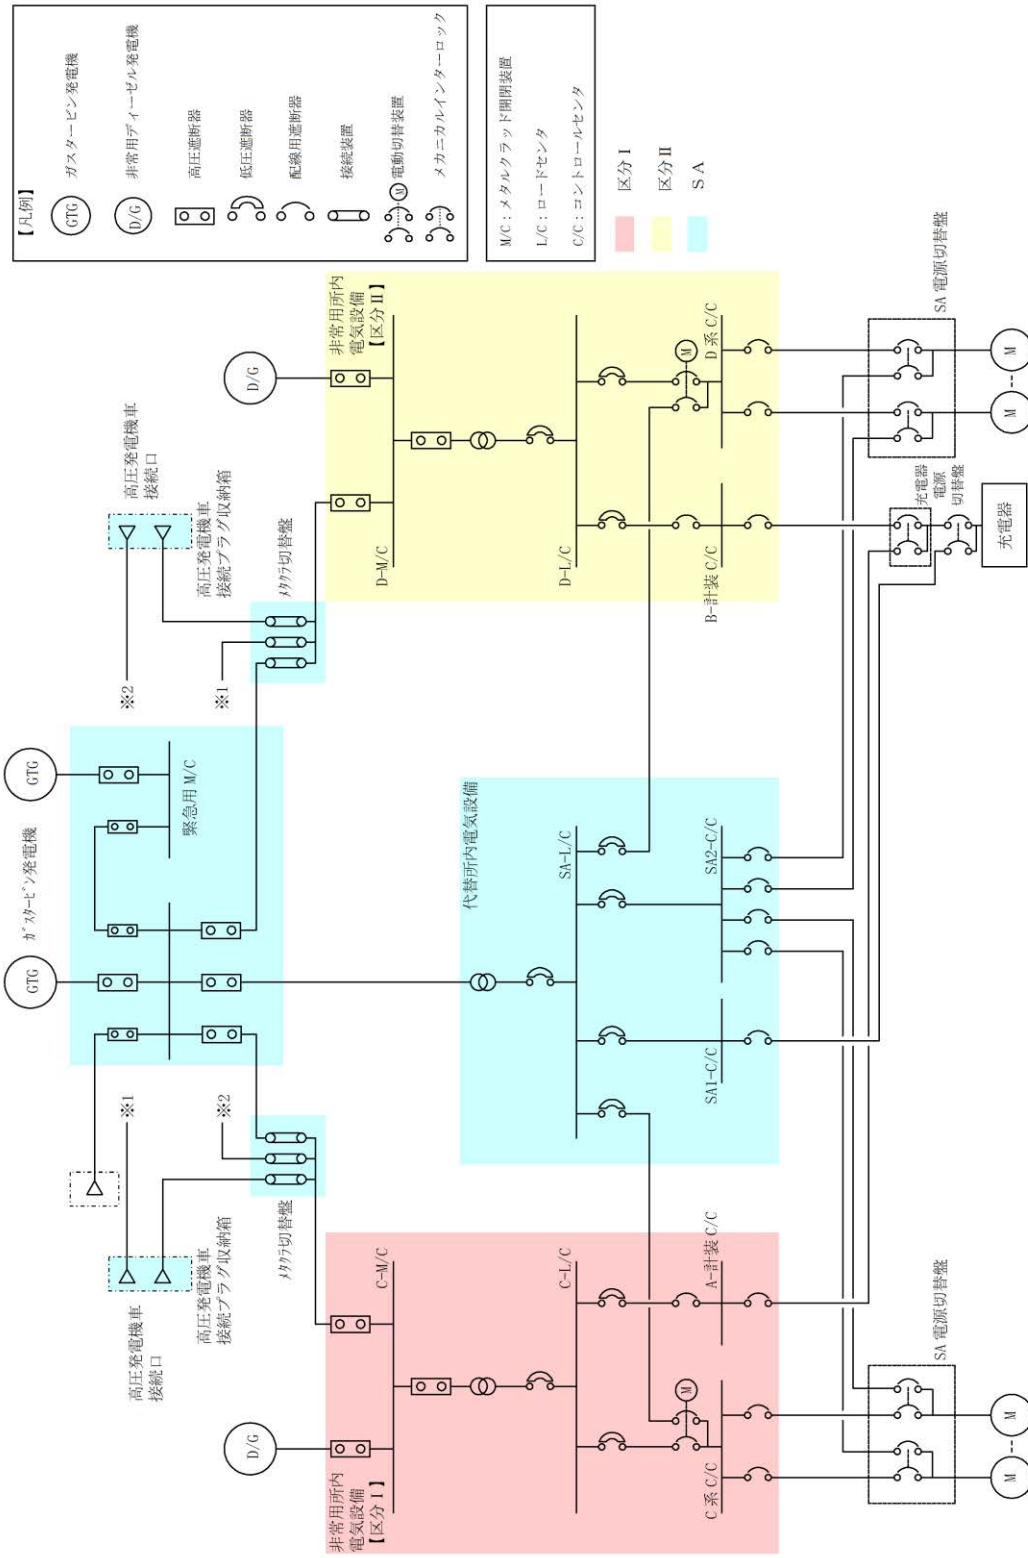 【凡例】
GTG
ガスタービン発電機
D/G
非常用ディーゼル発電機
高圧遮断器
低圧遮断器
配線用遮断器
接続装置
M
電動切替装置
メカニカルインターロック
M/C：メタルクラッド開閉装置
L/C：ロードセンタ
C/C：コントロールセンタ
区分Ⅰ
区分Ⅱ
SA
ｶﾞｽﾀｰﾋﾞﾝ発電機
GTG
GTG
緊急用 M/C
高圧発電機車
接続口
※1
※2
高圧発電機車
接続プラグ収納箱
ﾒﾀｸﾗ切替盤
高圧発電機車
接続口
※2
※1
高圧発電機車
接続プラグ収納箱
ﾒﾀｸﾗ切替盤
D/G
非常用所内
電気設備
【区分Ⅰ】
C-M/C
C-L/C
M
C 系 C/C
A-計装 C/C
代替所内電気設備
SA-L/C
SA1-C/C
SA2-C/C
D/G
非常用所内
電気設備
【区分Ⅱ】
D-M/C
D-L/C
M
B-計装 C/C
D 系 C/C
SA 電源切替盤
M
M
充電器
電源
切替盤
充電器
SA 電源切替盤
M
M